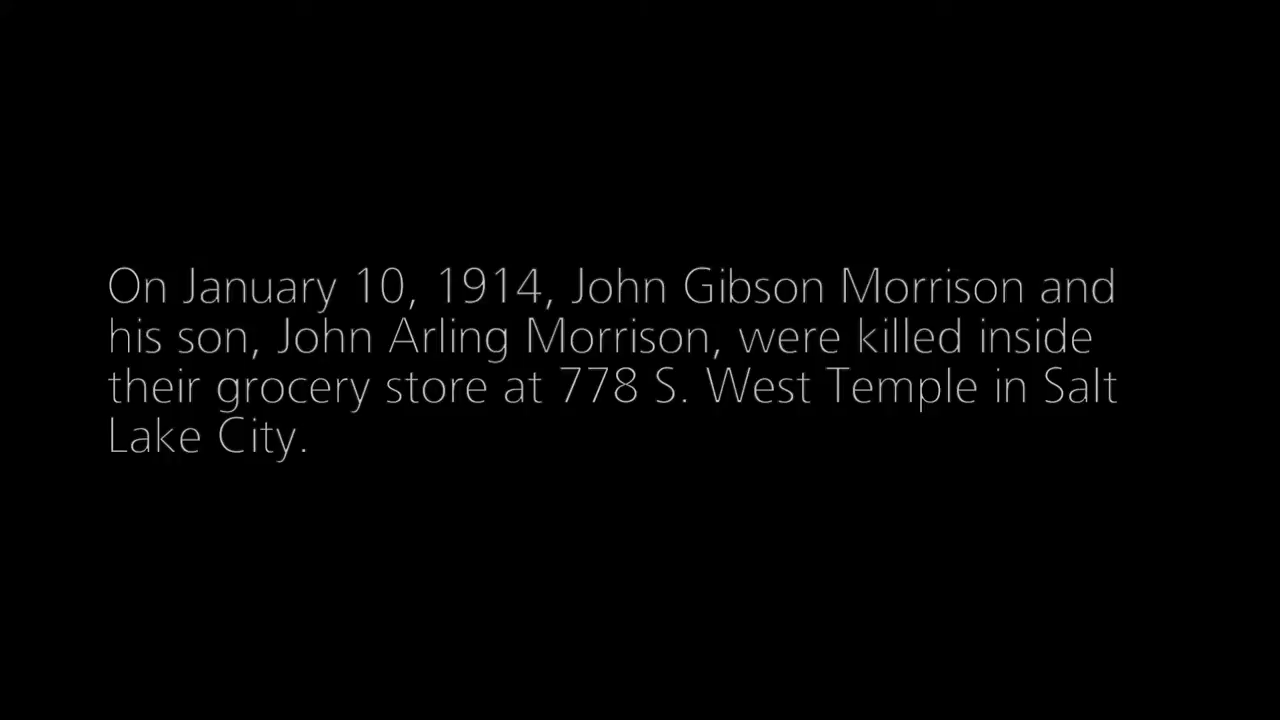 On January 10, 1914, John Gibson Morrison and
his son, John Arling Morrison, were killed inside
their grocery store at 778 S. West Temple in Salt
Lake City.